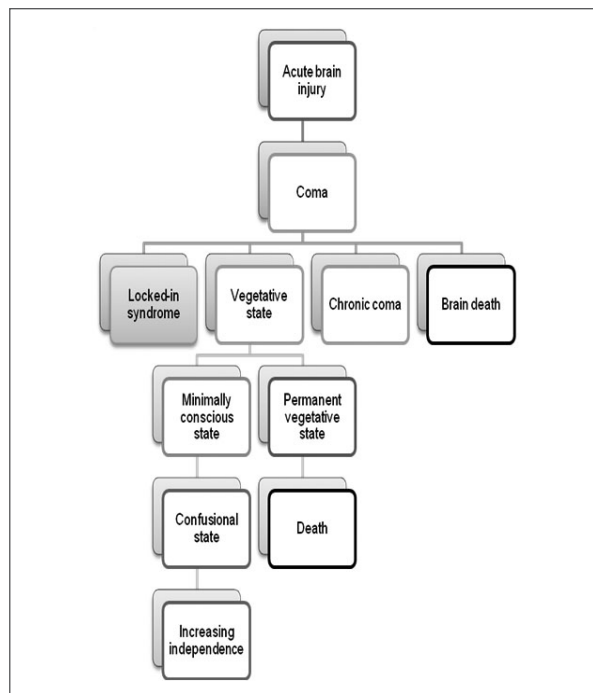 Acute brain
injury
Coma
Locked-in
syndrome
Vegetative
state
Chronic coma
Brain death
Minimally
conscious
state
Permanent
vegetative
state
Confusional
state
Death
Increasing
independence